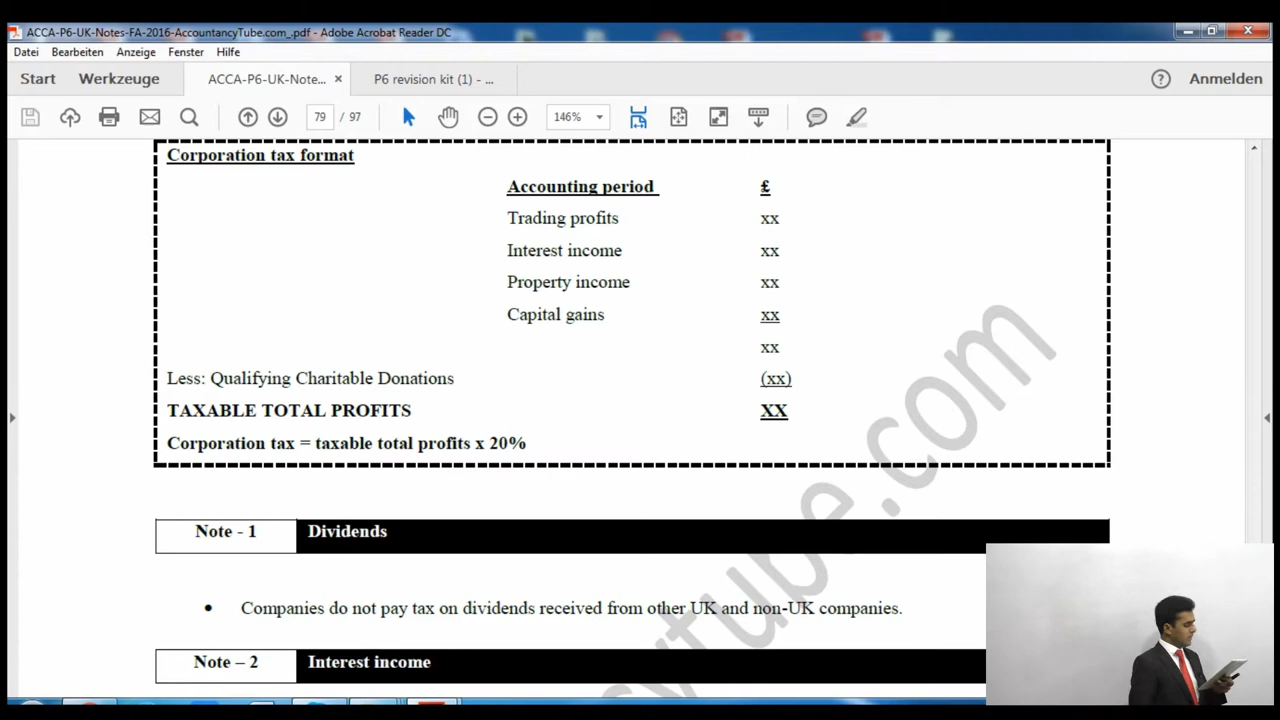 ACCA-P6-UK-Notes-FA-2016-AccountancyTube.com_.pdf - Adobe Acrobat Reader DC
Datei Bearbeiten Anzeige Fenster Hilfe
Start Werkzeuge ACCA-P6-UK-Note... × P6 revision kit (1) - ... Anmelden
79 / 97 146%
Corporation tax format
Accounting period £
Trading profits xx
Interest income xx
Property income xx
Capital gains xx
xx
Less: Qualifying Charitable Donations (xx)
TAXABLE TOTAL PROFITS XX
Corporation tax = taxable total profits x 20%
Note - 1 Dividends
• Companies do not pay tax on dividends received from other UK and non-UK companies.
Note – 2 Interest income
ytube.com